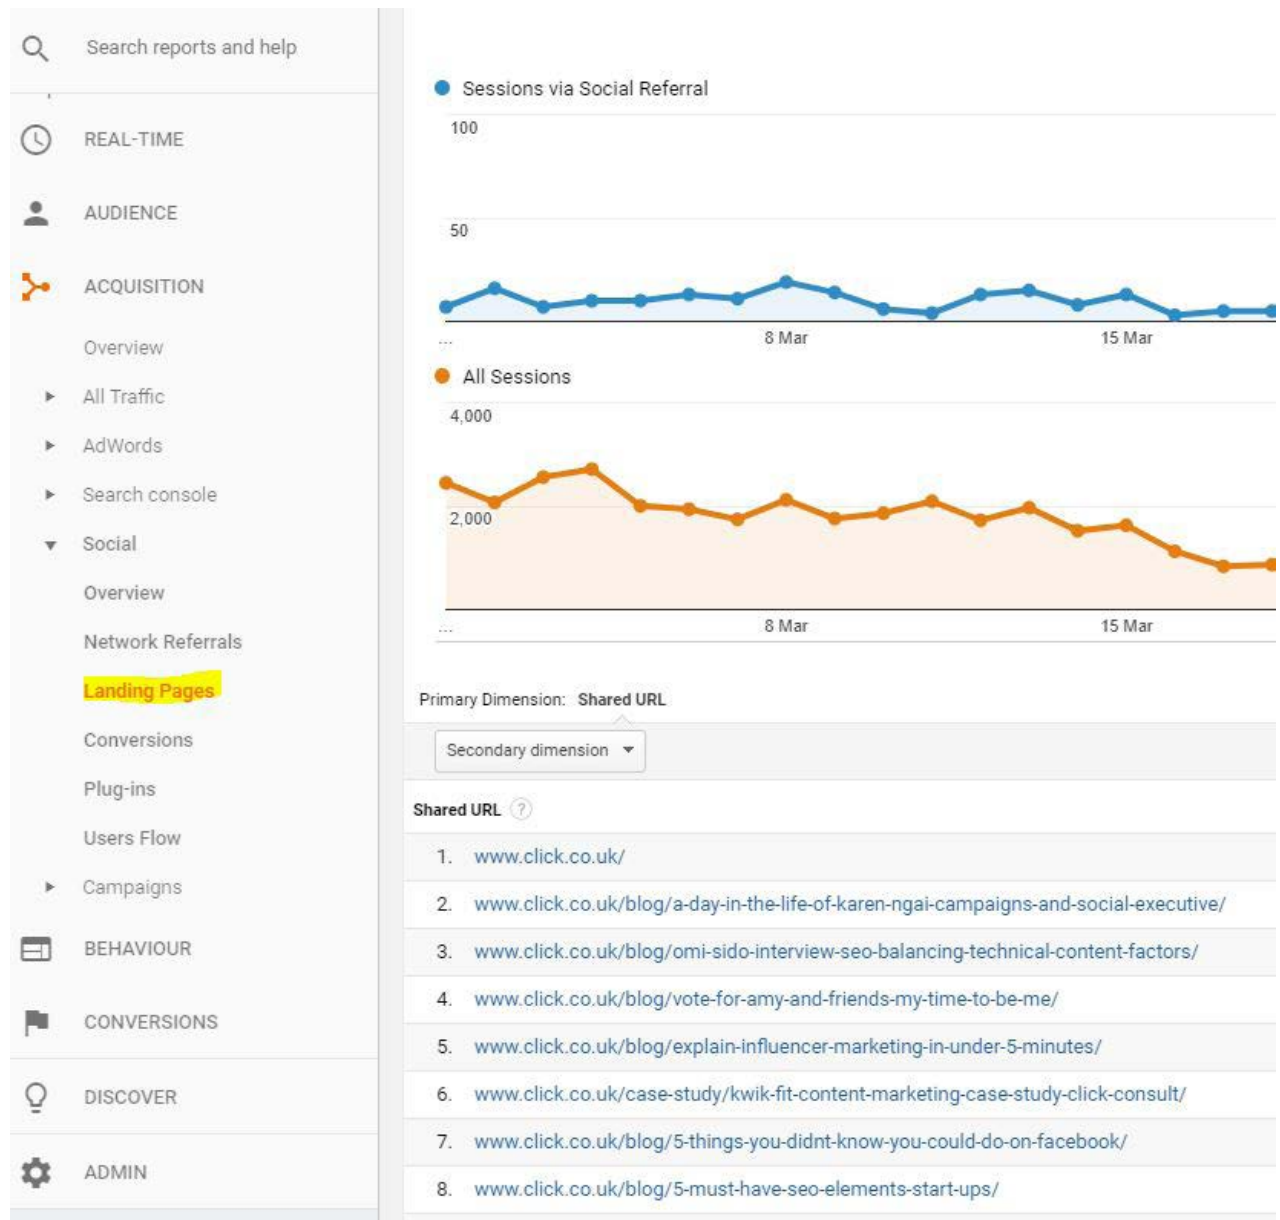 Search reports and help
REAL-TIME
AUDIENCE
ACQUISITION
Overview
All Traffic
AdWords
Search console
Social
Overview
Network Referrals
Landing Pages
Conversions
Plug-ins
Users Flow
Campaigns
BEHAVIOUR
CONVERSIONS
DISCOVER
ADMIN
Sessions via Social Referral
100
50
... 8 Mar 15 Mar
All Sessions
4,000
2,000
... 8 Mar 15 Mar
Primary Dimension: Shared URL
Secondary dimension
Shared URL ?
1. www.click.co.uk/
2. www.click.co.uk/blog/a-day-in-the-life-of-karen-ngai-campaigns-and-social-executive/
3. www.click.co.uk/blog/omi-sido-interview-seo-balancing-technical-content-factors/
4. www.click.co.uk/blog/vote-for-amy-and-friends-my-time-to-be-me/
5. www.click.co.uk/blog/explain-influencer-marketing-in-under-5-minutes/
6. www.click.co.uk/case-study/kwik-fit-content-marketing-case-study-click-consult/
7. www.click.co.uk/blog/5-things-you-didnt-know-you-could-do-on-facebook/
8. www.click.co.uk/blog/5-must-have-seo-elements-start-ups/